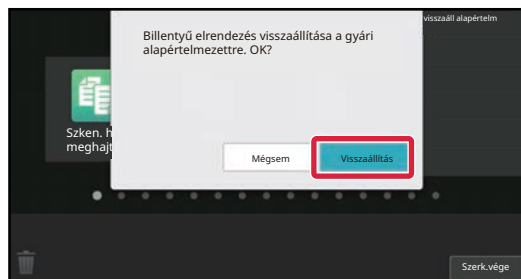 visszaáll alapértelm
Billentyű elrendezés visszaállítása a gyári
alapértelmezettre. OK?
Szken. h
meghajt
Mégsem
Visszaállítás
Szerk.vége